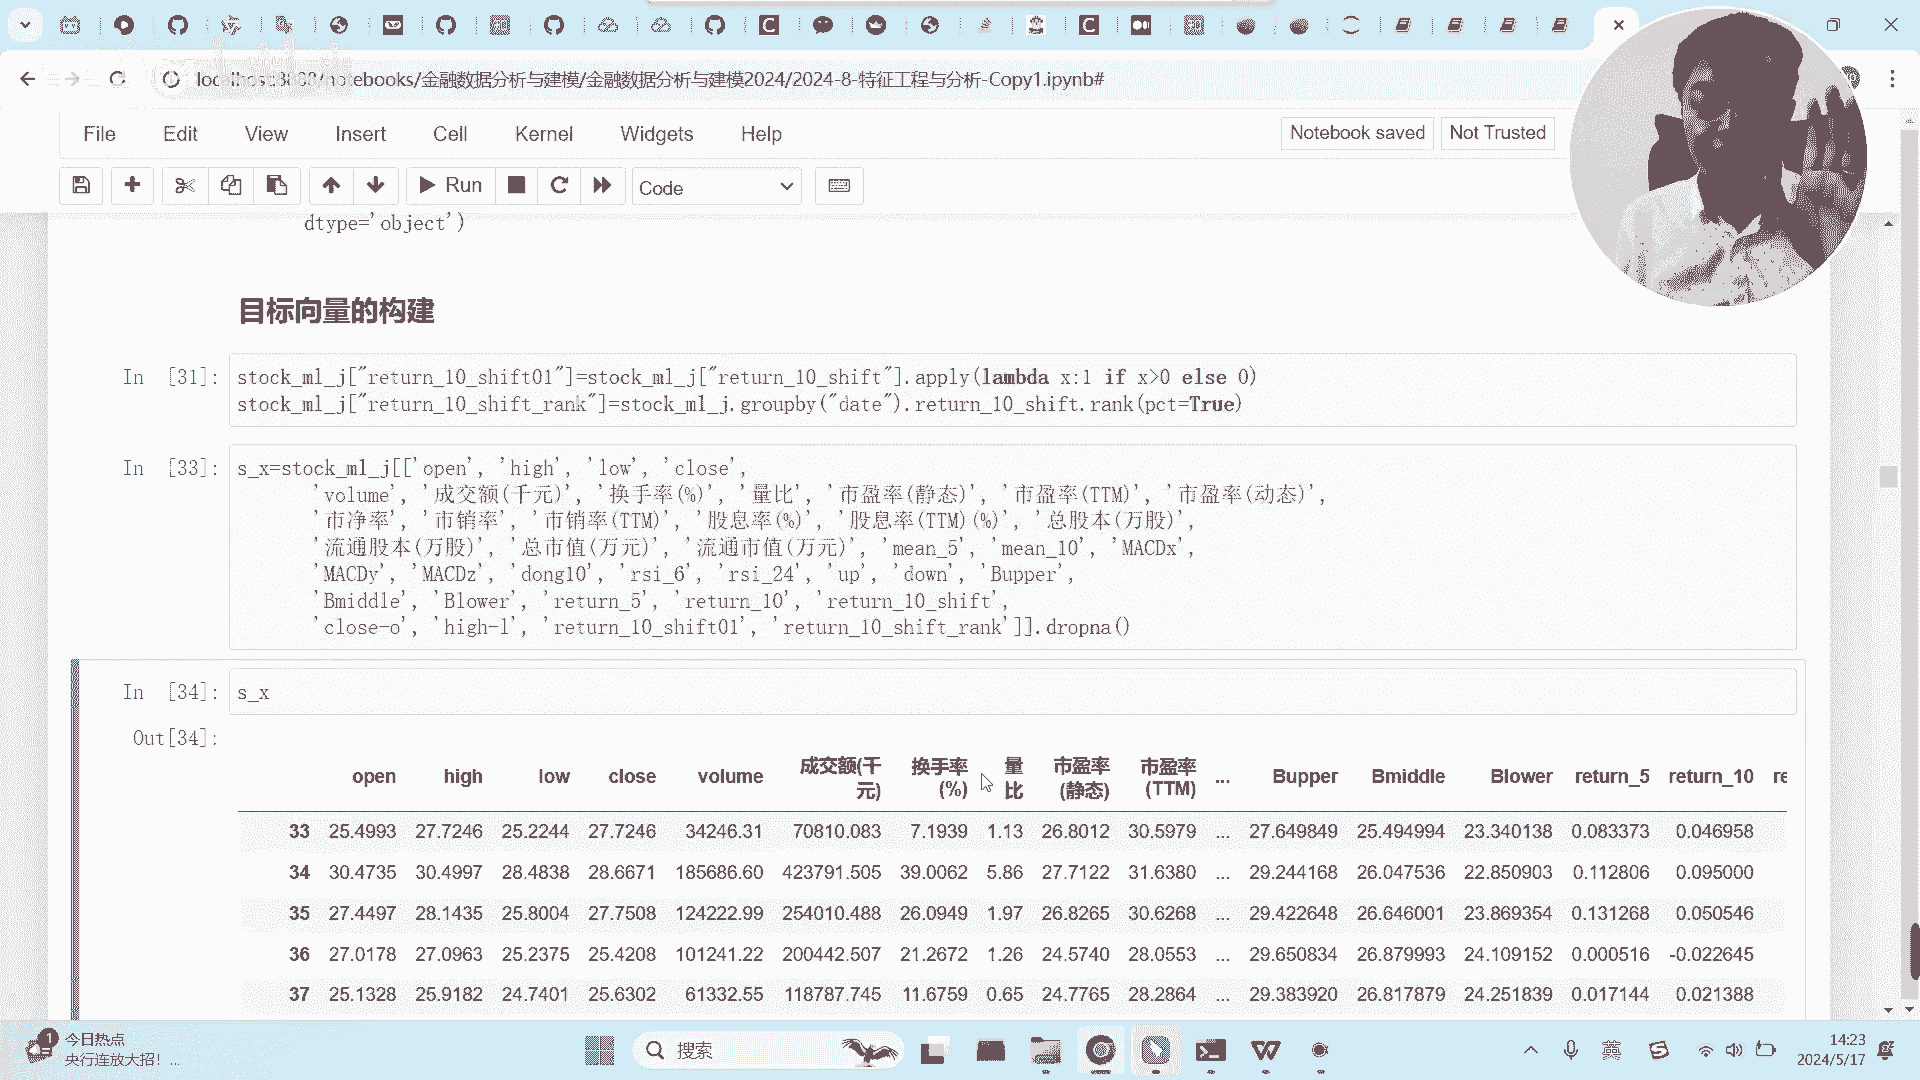 localhost:8888/notebooks/金融数据分析与建模/金融数据分析与建模2024/2024-8-特征工程与分析-Copy1.ipynb#
File Edit View Insert Cell Kernel Widgets Help
Notebook saved Not Trusted
Run Code
dtype='object')
目标向量的构建
In [31]: stock_ml_j["return_10_shift01"]=stock_ml_j["return_10_shift"].apply(lambda x:1 if x>0 else 0)
stock_ml_j["return_10_shift_rank"]=stock_ml_j.groupby("date").return_10_shift.rank(pct=True)
In [33]: s_x=stock_ml_j[['open', 'high', 'low', 'close',
'volume', '成交额(千元)', '换手率(%)', '量比', '市盈率(静态)', '市盈率(TTM)', '市盈率(动态)',
'市净率', '市销率', '市销率(TTM)', '股息率(%)', '股息率(TTM)(%)', '总股本(万股)',
'流通股本(万股)', '总市值(万元)', '流通市值(万元)', 'mean_5', 'mean_10', 'MACDx',
'MACDy', 'MACDz', 'dong10', 'rsi_6', 'rsi_24', 'up', 'down', 'Bupper',
'Bmiddle', 'Blower', 'return_5', 'return_10', 'return_10_shift',
'close-o', 'high-l', 'return_10_shift01', 'return_10_shift_rank']].dropna()
In [34]: s_x
Out[34]:
open high low close volume 成交额(千元) 换手率(%) 量比 市盈率(静态) 市盈率(TTM) ... Bupper Bmiddle Blower return_5 return_10 re
33 25.4993 27.7246 25.2244 27.7246 34246.31 70810.083 7.1939 1.13 26.8012 30.5979 ... 27.649849 25.494994 23.340138 0.083373 0.046958
34 30.4735 30.4997 28.4838 28.6671 185686.60 423791.505 39.0062 5.86 27.7122 31.6380 ... 29.244168 26.047536 22.850903 0.112806 0.095000
35 27.4497 28.1435 25.8004 27.7508 124222.99 254010.488 26.0949 1.97 26.8265 30.6268 ... 29.422648 26.646001 23.869354 0.131268 0.050546
36 27.0178 27.0963 25.2375 25.4208 101241.22 200442.507 21.2672 1.26 24.5740 28.0553 ... 29.650834 26.879993 24.109152 0.000516 -0.022645
37 25.1328 25.9182 24.7401 25.6302 61332.55 118787.745 11.6759 0.65 24.7765 28.2864 ... 29.383920 26.817879 24.251839 0.017144 0.021388
1 今日热点
央行连放大招！...
搜索
英
14:23
2024/5/17